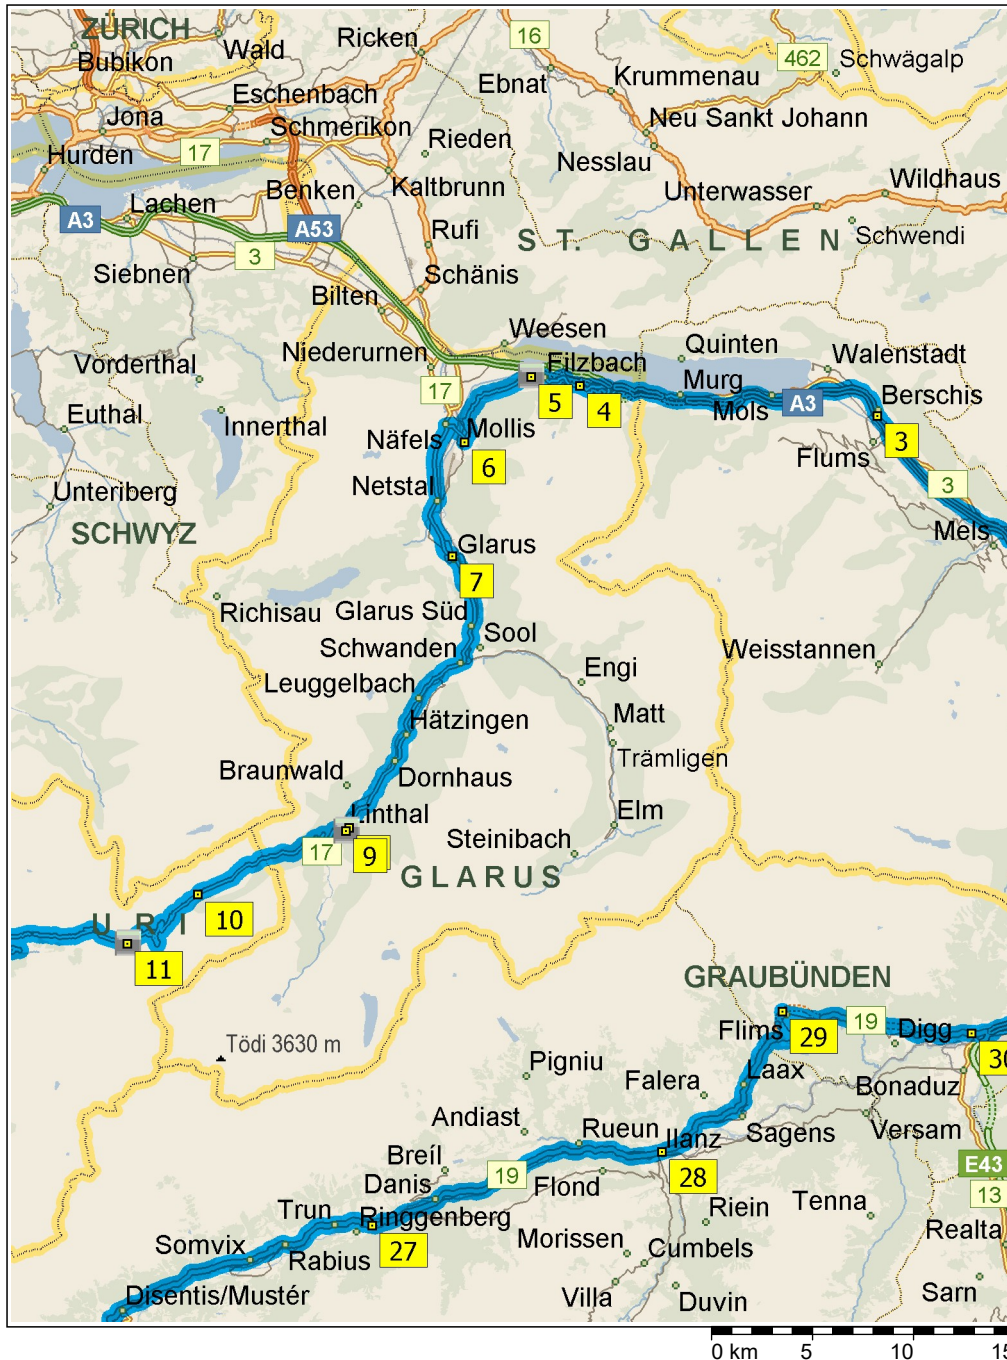 ZÜRICH
Bubikon
Wald
Ricken
16
Ebnat
Krummenau
462
Schwägalp
Eschenbach
Jona
Schmerikon
Neu Sankt Johann
Rieden
Nesslau
Hurden
17
Benken
Kaltbrunn
Unterwasser
Wildhaus
A3
Lachen
A53
Rufi
ST. GALLEN
Schwendi
3
Siebnen
Schänis
Bilten
Weesen
Niederurnen
Filzbach
Quinten
Walenstadt
Vorderthal
17
5
4
Murg
Mols
A3
Berschis
Euthal
Innerthal
Näfels
Mollis
3
Flums
6
Unteriberg
Netstal
3
SCHWYZ
Mels
Glarus
7
Richisau
Glarus Süd
Sool
Schwanden
Weisstannen
Engi
Leuggelbach
Hätzingen
Matt
Trämligen
Braunwald
Dornhaus
Linthal
Elm
17
9
Steinibach
GLARUS
10
URI
11
GRAUBÜNDEN
Flims
29
19
Digg
30
Tödi 3630 m
Pigniu
Falera
Laax
Bonaduz
Andiast
Rueun
Ilanz
Sagens
Versam
Breíl
E43
Danis
19
Flond
28
13
Trun
Ringgenberg
Riein
Tenna
Realta
Somvix
Rabius
27
Morissen
Cumbels
Disentis/Mustér
Villa
Duvin
Sarn
0 km 5 10 15